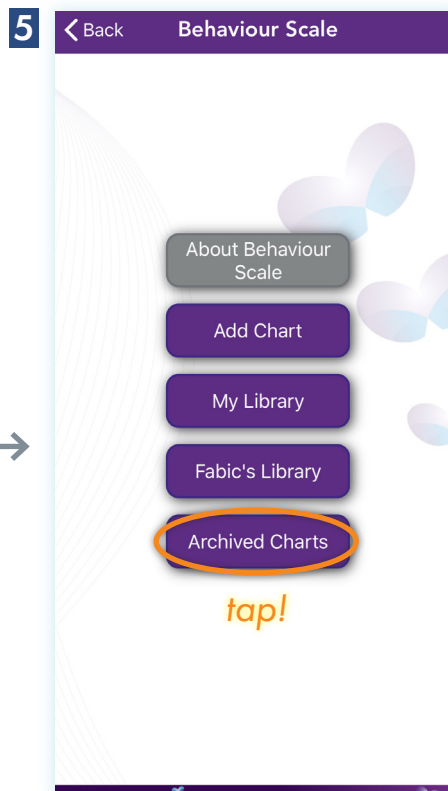 5
Back Behaviour Scale
About Behaviour
Scale
Add Chart
My Library
Fabic's Library
Archived Charts
tap!